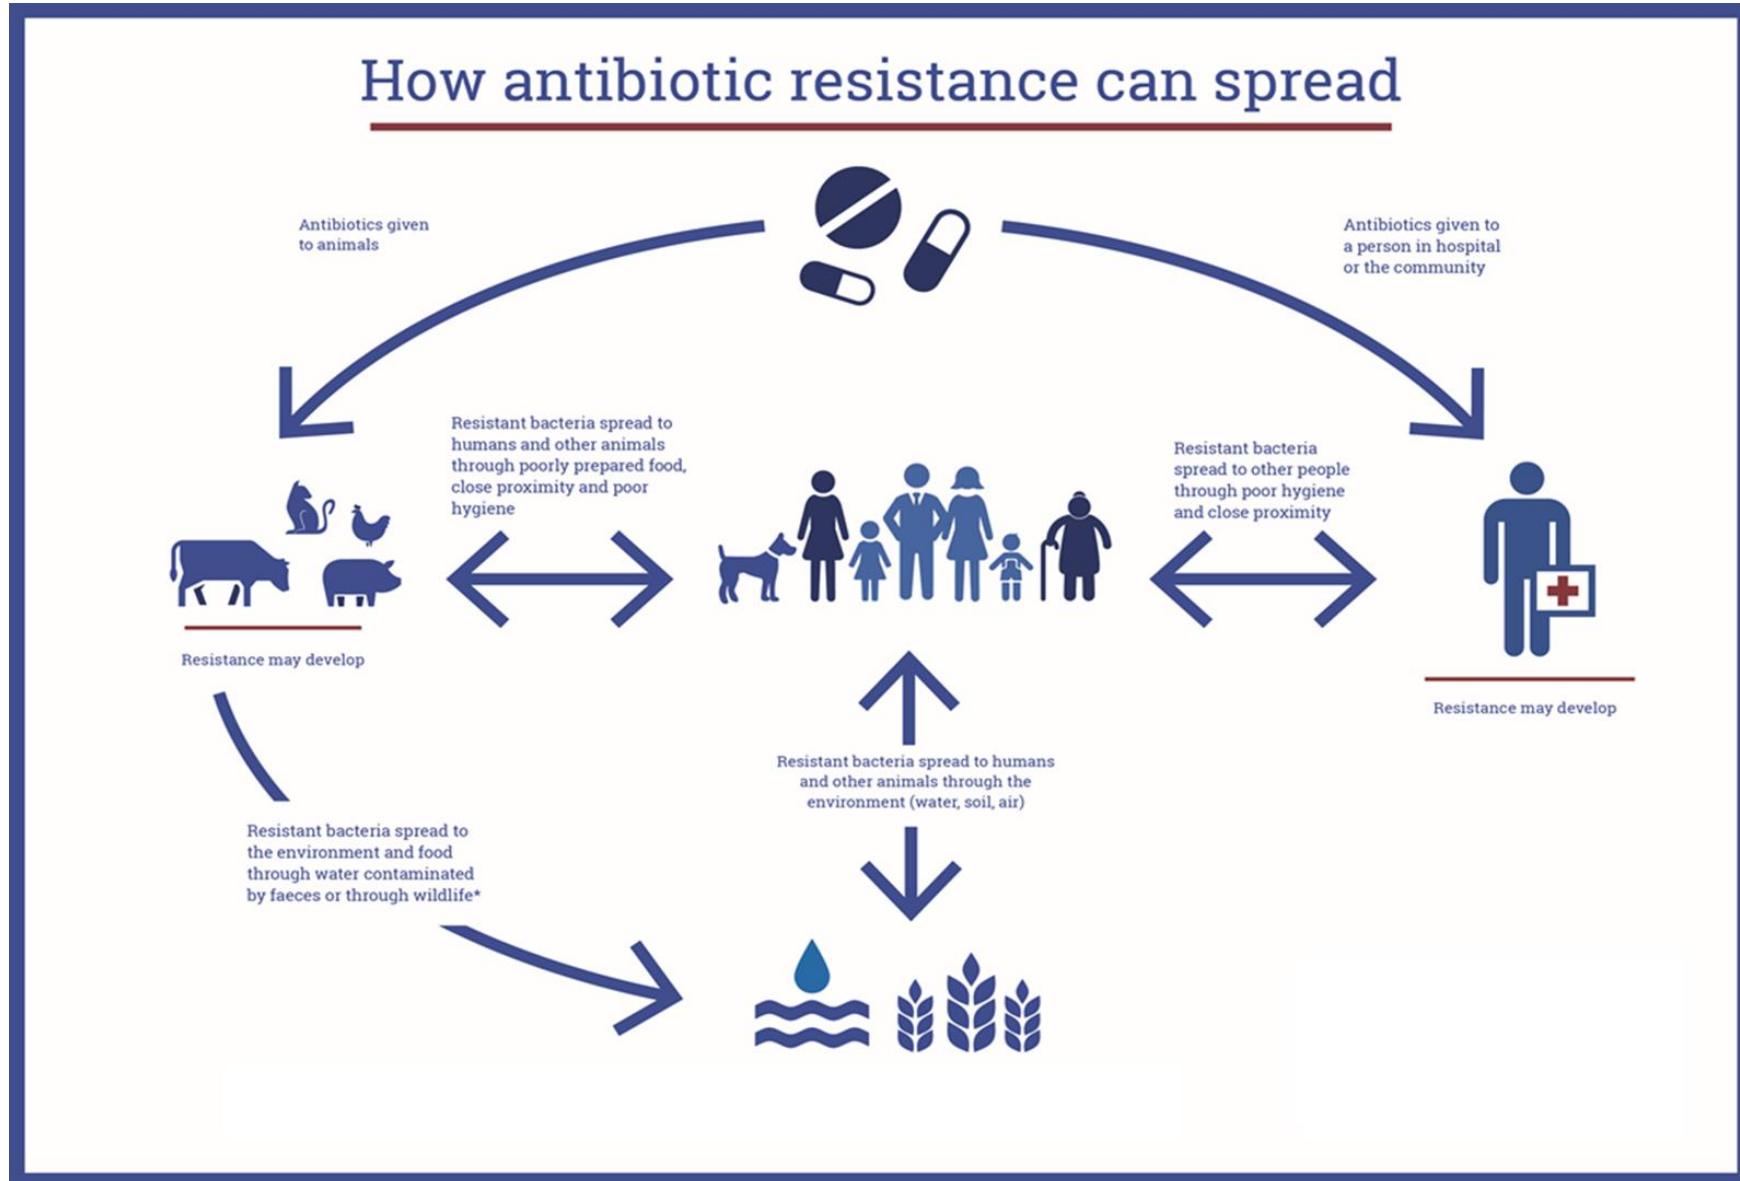 How antibiotic resistance can spread
Antibiotics given
to animals
Antibiotics given to
a person in hospital
or the community
Resistant bacteria spread to
humans and other animals
through poorly prepared food,
close proximity and poor
hygiene
Resistant bacteria
spread to other people
through poor hygiene
and close proximity
Resistance may develop
Resistance may develop
Resistant bacteria spread to humans
and other animals through the
environment (water, soil, air)
Resistant bacteria spread to
the environment and food
through water contaminated
by faeces or through wildlife*